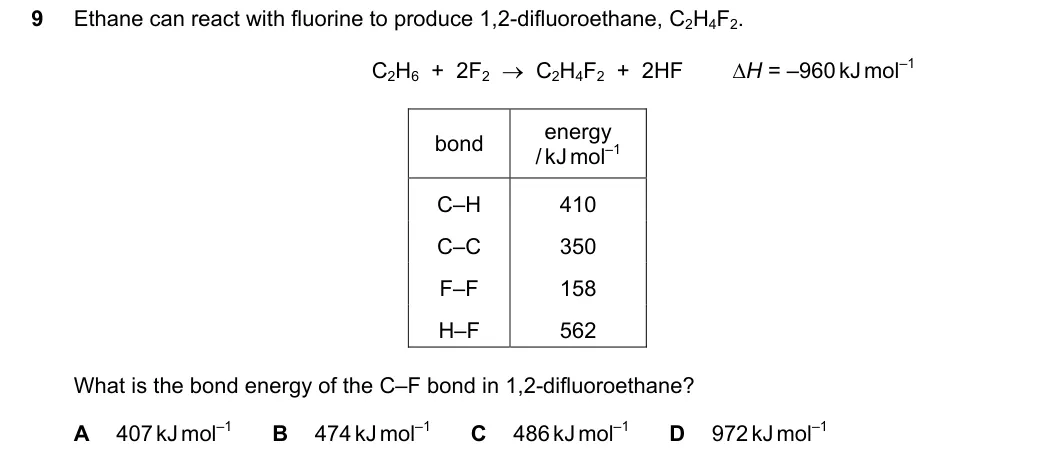 9 Ethane can react with fluorine to produce 1,2-difluoroethane, C₂H₄F₂.
C₂H₆ + 2F₂ → C₂H₄F₂ + 2HF ΔH = –960 kJ mol⁻¹
bond energy / kJ mol⁻¹
C–H 410
C–C 350
F–F 158
H–F 562
What is the bond energy of the C–F bond in 1,2-difluoroethane?
A 407 kJ mol⁻¹ B 474 kJ mol⁻¹ C 486 kJ mol⁻¹ D 972 kJ mol⁻¹